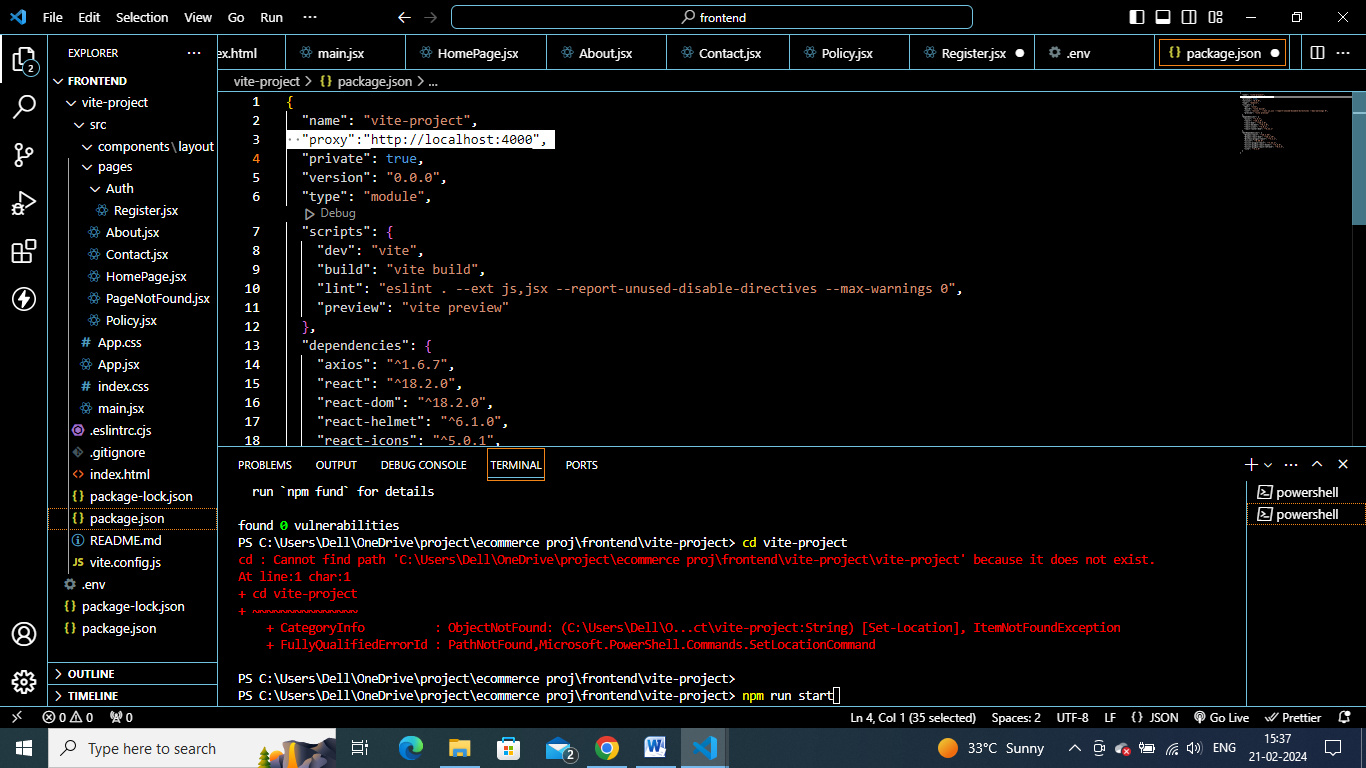 File Edit Selection View Go Run ···
frontend
EXPLORER ···
ex.html main.jsx HomePage.jsx About.jsx Contact.jsx Policy.jsx Register.jsx .env {} package.json
vite-project > {} package.json > ...
2
FRONTEND
vite-project
src
components\layout
pages
Auth
Register.jsx
About.jsx
Contact.jsx
HomePage.jsx
PageNotFound.jsx
Policy.jsx
# App.css
App.jsx
# index.css
main.jsx
.eslintrc.cjs
.gitignore
<> index.html
{} package-lock.json
{} package.json
README.md
JS vite.config.js
.env
{} package-lock.json
{} package.json
OUTLINE
TIMELINE
1 {
2 "name": "vite-project",
3 "proxy":"http://localhost:4000",
4 "private": true,
5 "version": "0.0.0",
6 "type": "module",
Debug
7 "scripts": {
8 "dev": "vite",
9 "build": "vite build",
10 "lint": "eslint . --ext js,jsx --report-unused-disable-directives --max-warnings 0",
11 "preview": "vite preview"
12 },
13 "dependencies": {
14 "axios": "^1.6.7",
15 "react": "^18.2.0",
16 "react-dom": "^18.2.0",
17 "react-helmet": "^6.1.0",
18 "react-icons": "^5.0.1",
PROBLEMS OUTPUT DEBUG CONSOLE TERMINAL PORTS
powershell
powershell
run `npm fund` for details
found 0 vulnerabilities
PS C:\Users\Dell\OneDrive\project\ecommerce proj\frontend\vite-project> cd vite-project
cd : Cannot find path 'C:\Users\Dell\OneDrive\project\ecommerce proj\frontend\vite-project\vite-project' because it does not exist.
At line:1 char:1
+ cd vite-project
+ ~~~~~~~~~~~~~~~
+ CategoryInfo : ObjectNotFound: (C:\Users\Dell\O...ct\vite-project:String) [Set-Location], ItemNotFoundException
+ FullyQualifiedErrorId : PathNotFound,Microsoft.PowerShell.Commands.SetLocationCommand
PS C:\Users\Dell\OneDrive\project\ecommerce proj\frontend\vite-project>
PS C:\Users\Dell\OneDrive\project\ecommerce proj\frontend\vite-project> npm run start
0 0 0 Ln 4, Col 1 (35 selected) Spaces: 2 UTF-8 LF {} JSON Go Live Prettier
Type here to search
2
33°C Sunny
ENG
15:37
21-02-2024